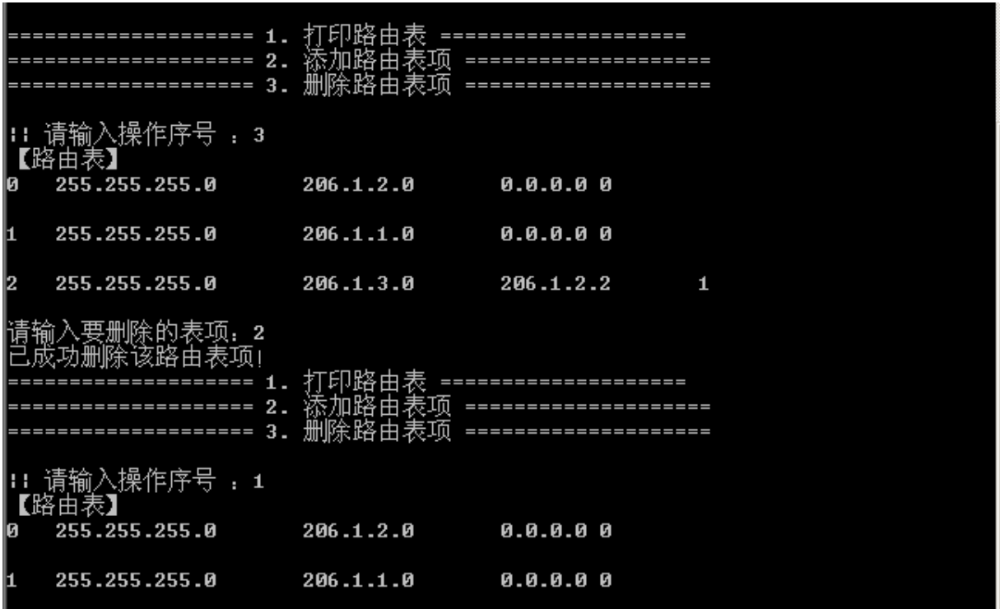 ==================== 1. 打印路由表 ====================
==================== 2. 添加路由表项 ====================
==================== 3. 删除路由表项 ====================
¦¦ 请输入操作序号 : 3
【路由表】
0 255.255.255.0 206.1.2.0 0.0.0.0 0
1 255.255.255.0 206.1.1.0 0.0.0.0 0
2 255.255.255.0 206.1.3.0 206.1.2.2 1
请输入要删除的表项: 2
已成功删除该路由表项!
==================== 1. 打印路由表 ====================
==================== 2. 添加路由表项 ====================
==================== 3. 删除路由表项 ====================
¦¦ 请输入操作序号 : 1
【路由表】
0 255.255.255.0 206.1.2.0 0.0.0.0 0
1 255.255.255.0 206.1.1.0 0.0.0.0 0